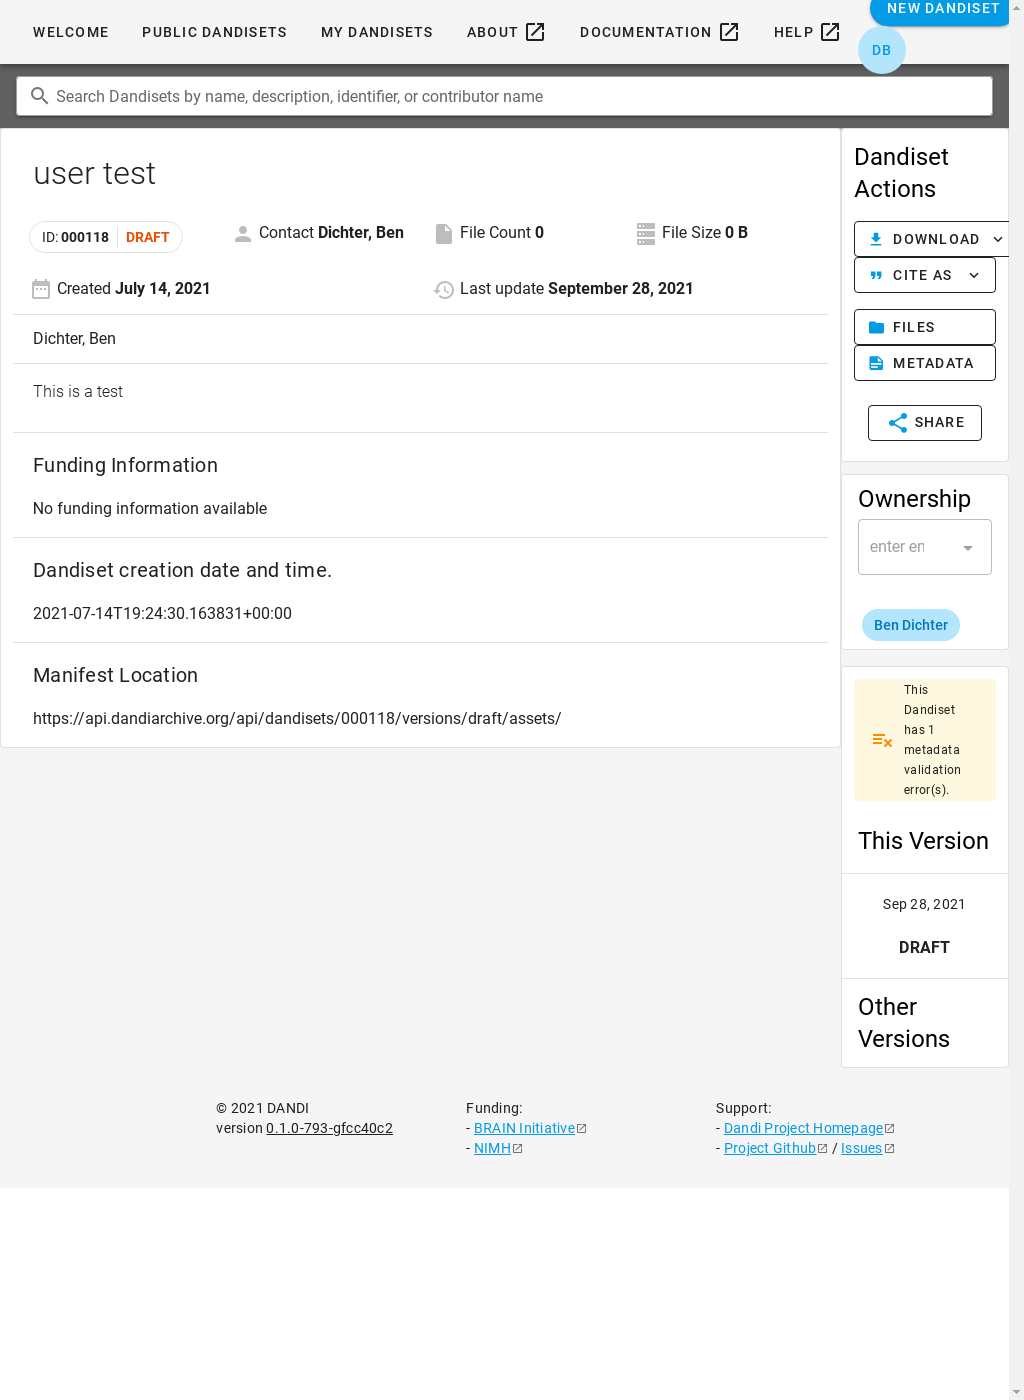 WELCOME PUBLIC DANDISETS MY DANDISETS ABOUT DOCUMENTATION HELP NEW DANDISET
DB
Search Dandisets by name, description, identifier, or contributor name
user test
ID: 000118 DRAFT Contact Dichter, Ben File Count 0 File Size 0 B
Created July 14, 2021 Last update September 28, 2021
Dichter, Ben
This is a test
Funding Information
No funding information available
Dandiset creation date and time.
2021-07-14T19:24:30.163831+00:00
Manifest Location
https://api.dandiarchive.org/api/dandisets/000118/versions/draft/assets/
Dandiset
Actions
DOWNLOAD
CITE AS
FILES
METADATA
SHARE
Ownership
enter en
Ben Dichter
This
Dandiset
has 1
metadata
validation
error(s).
This Version
Sep 28, 2021
DRAFT
Other
Versions
© 2021 DANDI
version 0.1.0-793-gfcc40c2
Funding:
- BRAIN Initiative
- NIMH
Support:
- Dandi Project Homepage
- Project Github / Issues